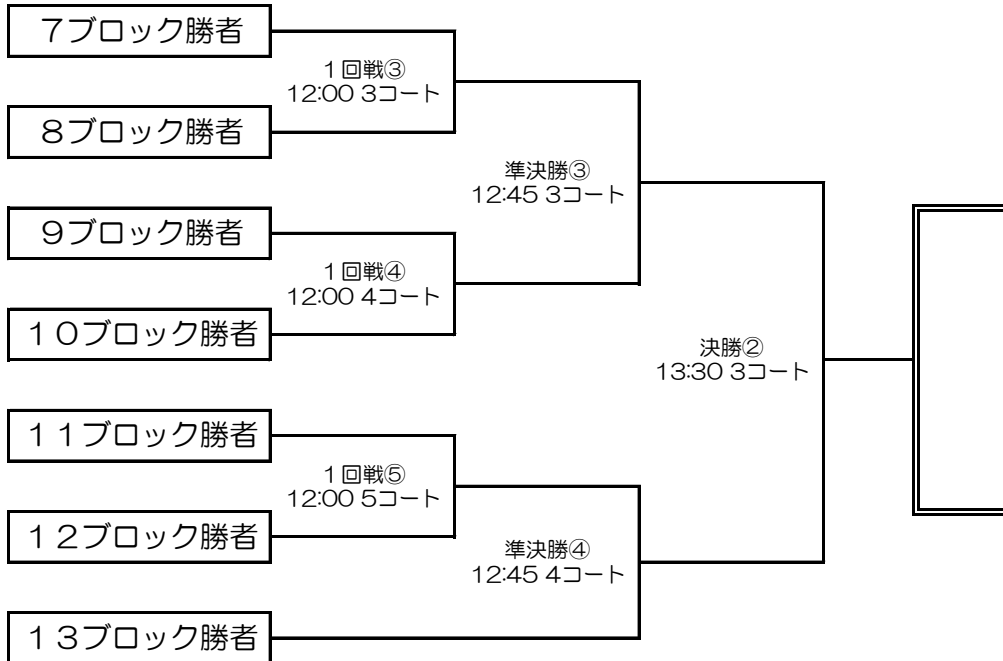 ７ブロック勝者
１回戦③
12:00 3コート
８ブロック勝者
準決勝③
12:45 3コート
９ブロック勝者
１回戦④
12:00 4コート
１０ブロック勝者
決勝②
13:30 3コート
１１ブロック勝者
１回戦⑤
12:00 5コート
１２ブロック勝者
準決勝④
12:45 4コート
１３ブロック勝者